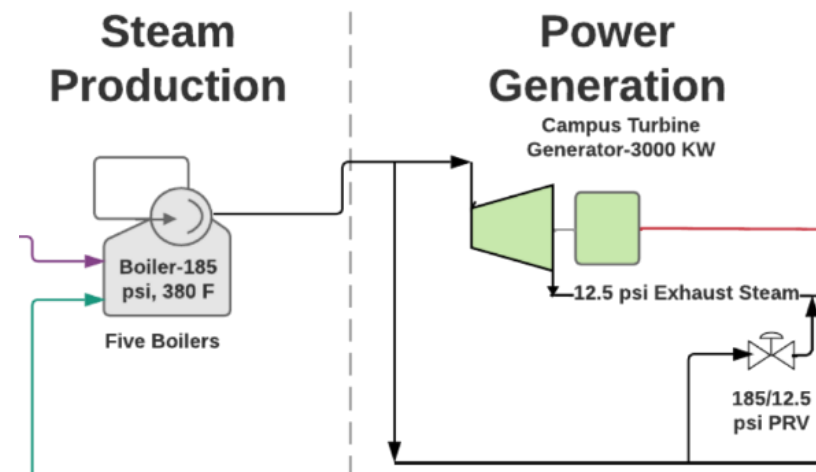 Steam
Production
Power
Generation
Campus Turbine
Generator-3000 KW
Boiler-185
psi, 380 F
Five Boilers
12.5 psi Exhaust Steam
185/12.5
psi PRV